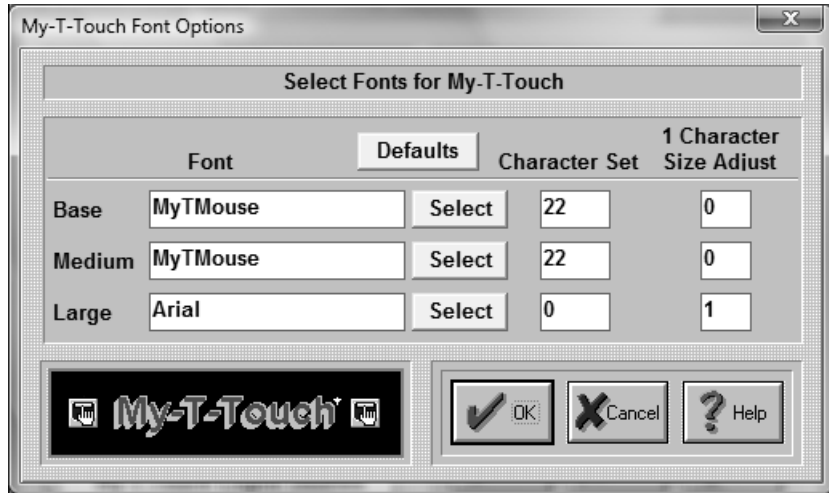 My-T-Touch Font Options
Select Fonts for My-T-Touch
Font Defaults Character Set 1 Character Size Adjust
Base MyTMouse Select 22 0
Medium MyTMouse Select 22 0
Large Arial Select 0 1
My-T-Touch OK Cancel Help